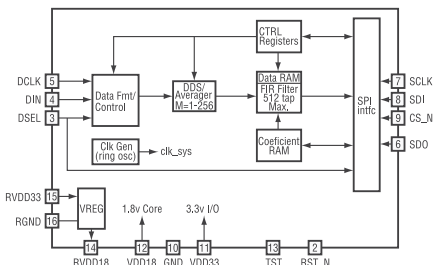 CTRL
Registers
DCLK 5
DIN 4
DSEL 3
Data Fmt/
Control
DDS/
Averager
M=1-256
Data RAM
FIR Filter
512 tap
Max.
SPI
intfc
7 SCLK
8 SDI
9 CS_N
6 SDO
Clk Gen
(ring osc)
clk_sys
Coeficient
RAM
RVDD33 15
RGND 16
VREG
1.8v Core
3.3v I/O
14 12 10 11 13 2
RVDD18 VDD18 GND VDD33 TST RST_N